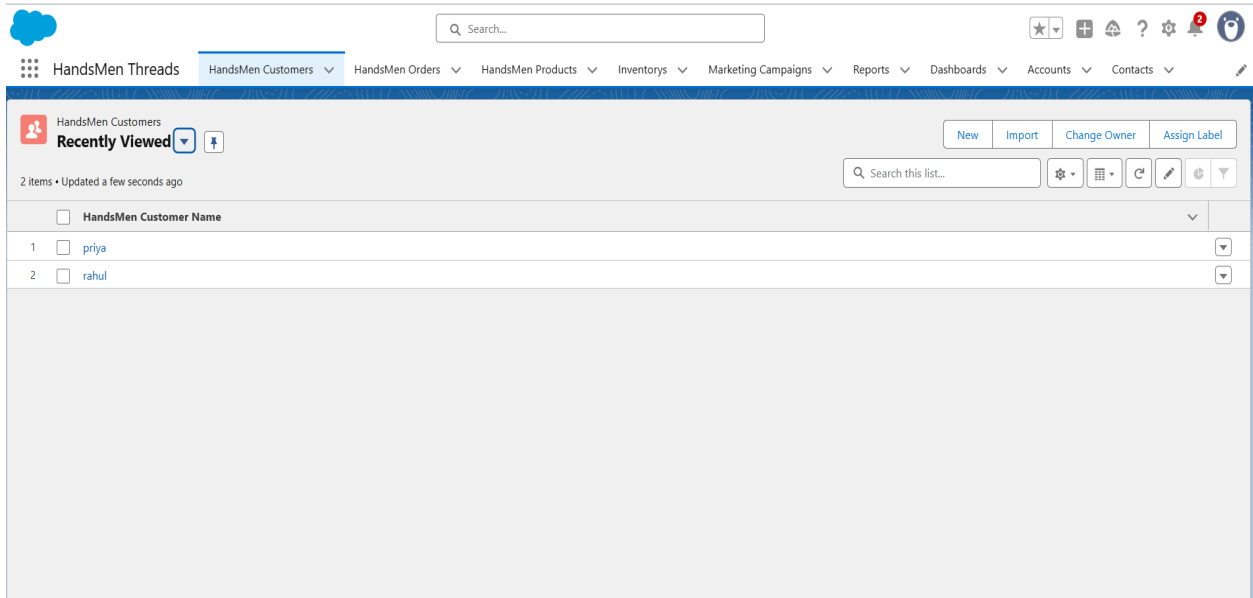 Search...
2
HandsMen Threads HandsMen Customers HandsMen Orders HandsMen Products Inventorys Marketing Campaigns Reports Dashboards Accounts Contacts
HandsMen Customers
Recently Viewed
New Import Change Owner Assign Label
2 items • Updated a few seconds ago
Search this list...
HandsMen Customer Name
1 priya
2 rahul